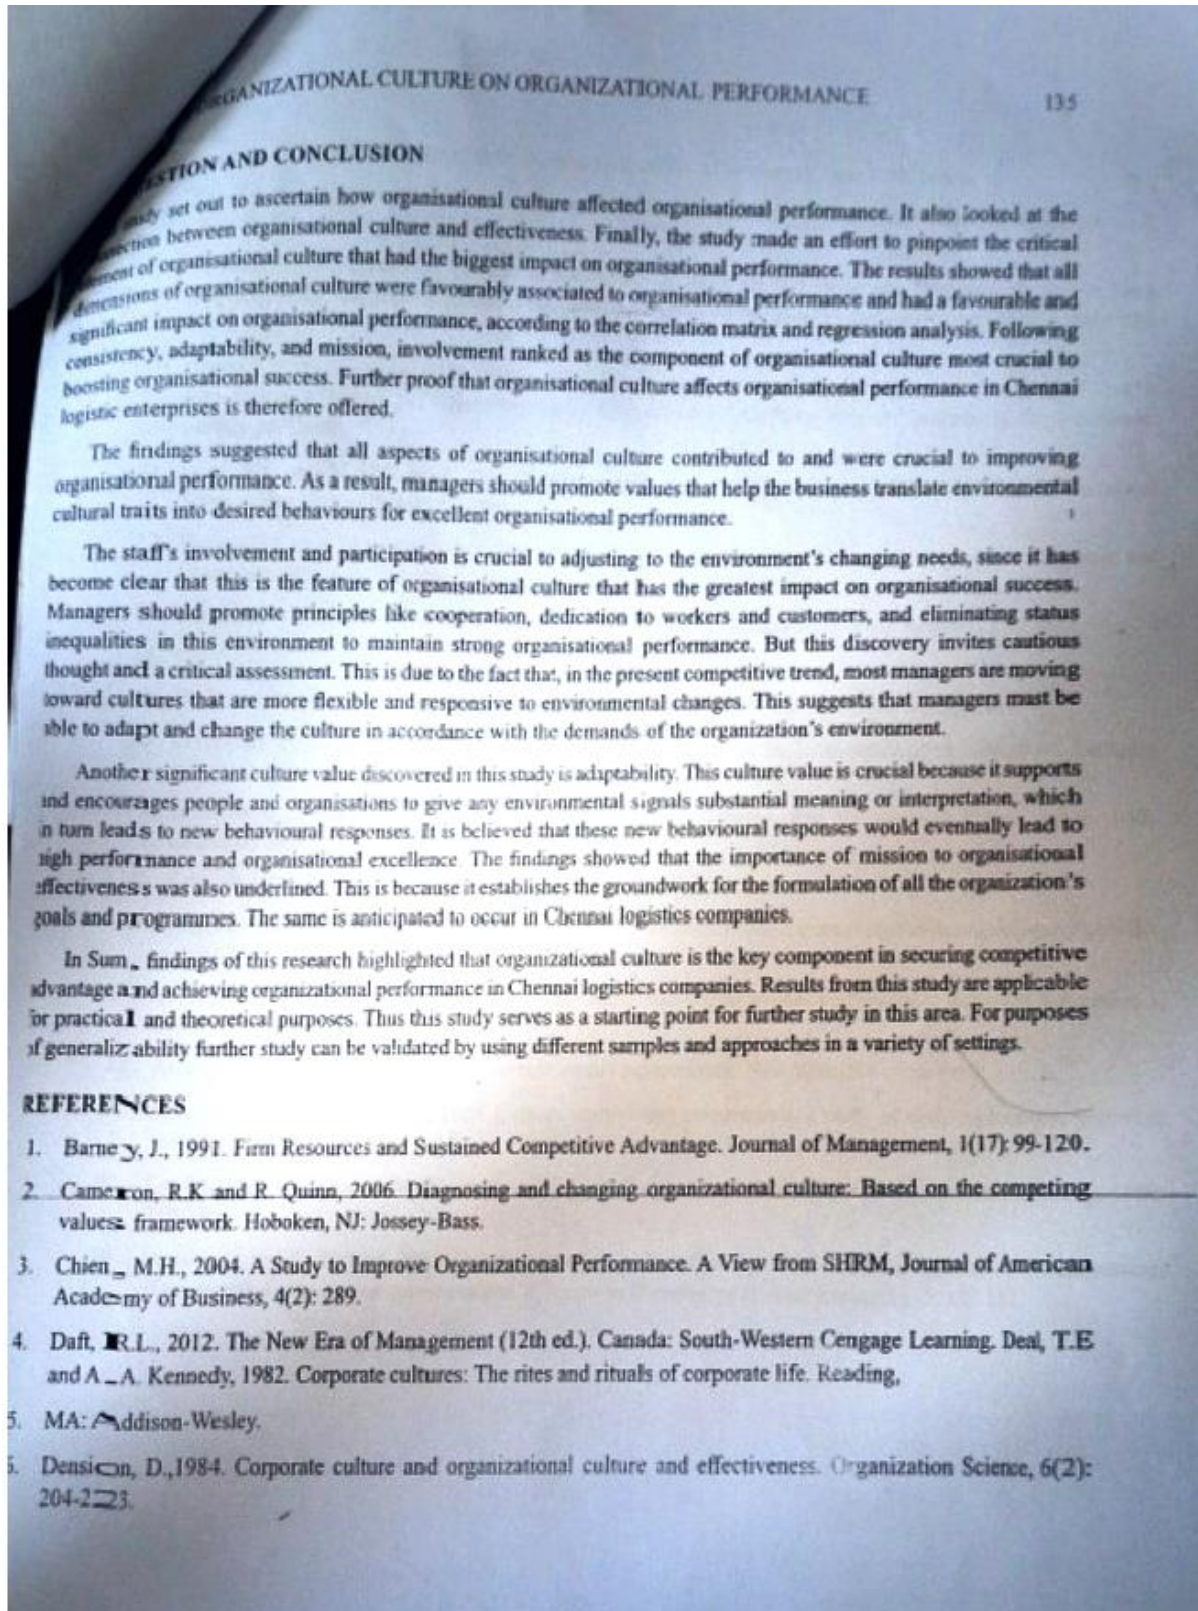 ORGANIZATIONAL CULTURE ON ORGANIZATIONAL PERFORMANCE 135
AND CONCLUSION
set out to ascertain how organisational culture affected organisational performance. It also looked at the
between organisational culture and effectiveness. Finally, the study made an effort to pinpoint the critical
of organisational culture that had the biggest impact on organisational performance. The results showed that all
dimensions of organisational culture were favourably associated to organisational performance and had a favourable and
significant impact on organisational performance, according to the correlation matrix and regression analysis. Following
consistency, adaptability, and mission, involvement ranked as the component of organisational culture most crucial to
boosting organisational success. Further proof that organisational culture affects organisational performance in Chennai
logistic enterprises is therefore offered.
The findings suggested that all aspects of organisational culture contributed to and were crucial to improving
organisational performance. As a result, managers should promote values that help the business translate environmental
cultural traits into desired behaviours for excellent organisational performance.
The staff's involvement and participation is crucial to adjusting to the environment's changing needs, since it has
become clear that this is the feature of organisational culture that has the greatest impact on organisational success.
Managers should promote principles like cooperation, dedication to workers and customers, and eliminating status
inequalities in this environment to maintain strong organisational performance. But this discovery invites cautious
thought and a critical assessment. This is due to the fact that, in the present competitive trend, most managers are moving
toward cultures that are more flexible and responsive to environmental changes. This suggests that managers must be
able to adapt and change the culture in accordance with the demands of the organization's environment.
Another significant culture value discovered in this study is adaptability. This culture value is crucial because it supports
and encourages people and organisations to give any environmental signals substantial meaning or interpretation, which
in turn leads to new behavioural responses. It is believed that these new behavioural responses would eventually lead to
high performance and organisational excellence. The findings showed that the importance of mission to organisational
effectiveness was also underlined. This is because it establishes the groundwork for the formulation of all the organization's
goals and programmes. The same is anticipated to occur in Chennai logistics companies.
In Sum, findings of this research highlighted that organizational culture is the key component in securing competitive
advantage and achieving organizational performance in Chennai logistics companies. Results from this study are applicable
for practical and theoretical purposes. Thus this study serves as a starting point for further study in this area. For purposes
of generalizability further study can be validated by using different samples and approaches in a variety of settings.
REFERENCES
1. Barney, J., 1991. Firm Resources and Sustained Competitive Advantage. Journal of Management, 1(17): 99-120.
2. Cameron, R.K and R. Quinn, 2006. Diagnosing and changing organizational culture: Based on the competing
values framework. Hoboken, NJ: Jossey-Bass.
3. Chien, M.H., 2004. A Study to Improve Organizational Performance. A View from SHRM, Journal of American
Academy of Business, 4(2): 289.
4. Daft, R.L., 2012. The New Era of Management (12th ed.). Canada: South-Western Cengage Learning. Deal, T.E
and A. A. Kennedy, 1982. Corporate cultures: The rites and rituals of corporate life. Reading,
5. MA: Addison-Wesley.
6. Dension, D.,1984. Corporate culture and organizational culture and effectiveness. Organization Science, 6(2):
204-223.